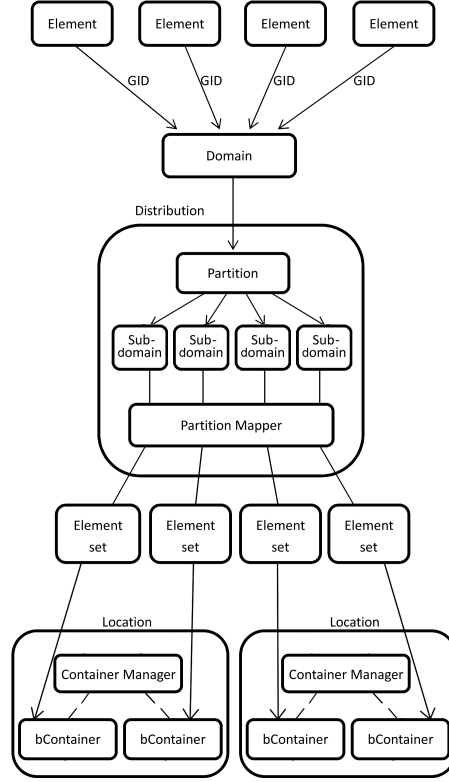 Element Element Element Element
GID GID GID GID
Domain
Distribution
Partition
Sub- Sub- Sub- Sub-
domain domain domain domain
Partition Mapper
Element Element Element Element
set set set set
Location Location
Container Manager Container Manager
bContainer bContainer bContainer bContainer